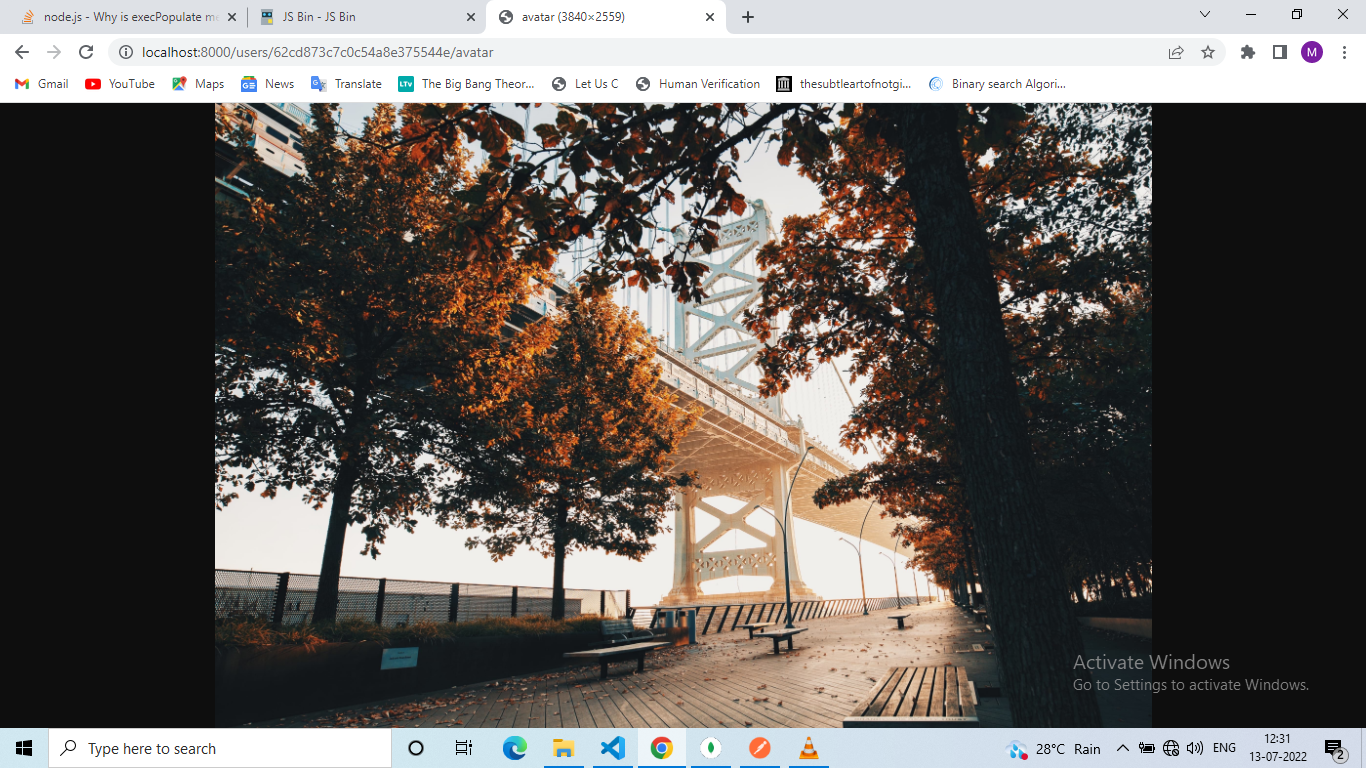 node.js - Why is execPopulate me
JS Bin - JS Bin
avatar (3840×2559)
localhost:8000/users/62cd873c7c0c54a8e375544e/avatar
M
Gmail
YouTube
Maps
News
Translate
LTV
The Big Bang Theor...
Let Us C
Human Verification
thesubtleartofnotgi...
Binary search Algori...
Activate Windows
Go to Settings to activate Windows.
Type here to search
28°C Rain
ENG
12:31
13-07-2022
2